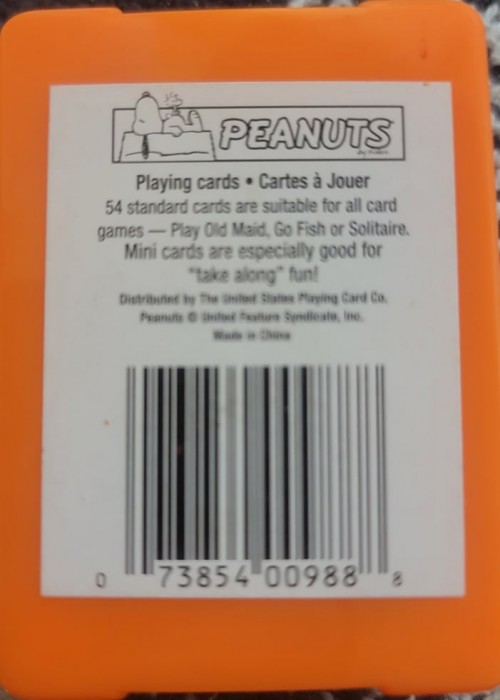 PEANUTS
Playing cards • Cartes à Jouer
54 standard cards are suitable for all card
games — Play Old Maid, Go Fish or Solitaire.
Mini cards are especially good for
"take along" fun!
Distributed by The United States Playing Card Co.
Peanuts © United Feature Syndicate, Inc.
Made in China
0 73854 00988 8